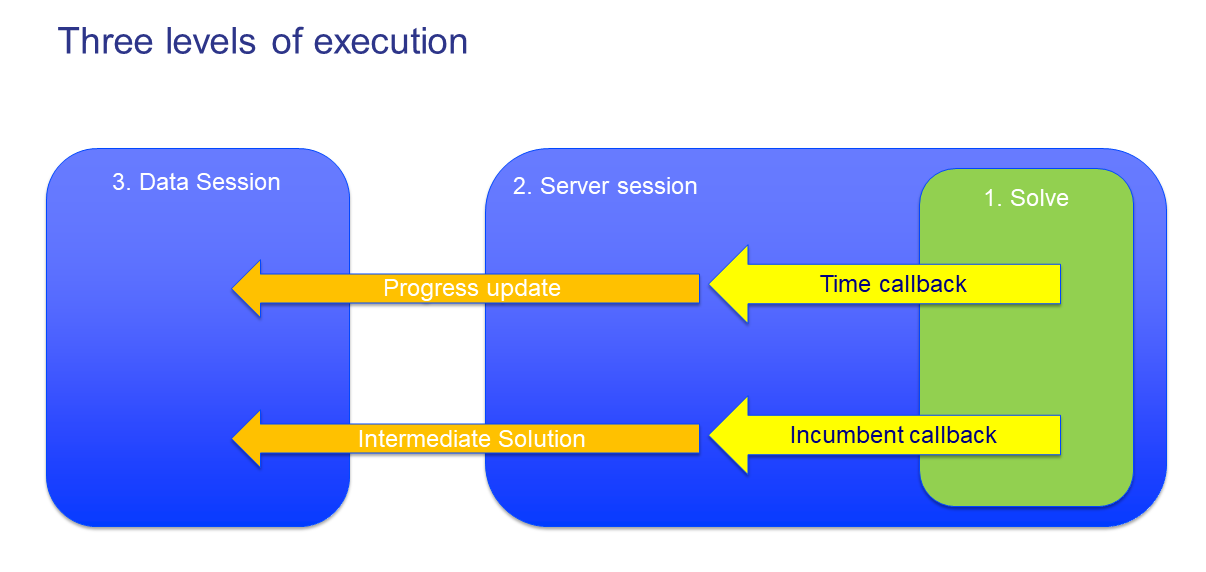 Three levels of execution
3. Data Session
2. Server session
1. Solve
Progress update
Time callback
Intermediate Solution
Incumbent callback